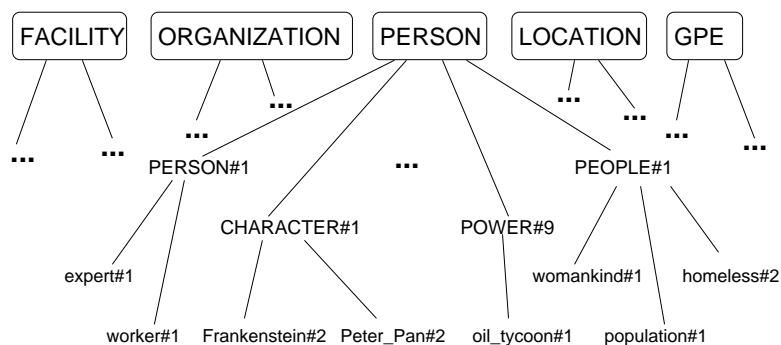 FACILITY ORGANIZATION PERSON LOCATION GPE
... ... ... ...
... ... ... ... ...
PERSON#1 PEOPLE#1
CHARACTER#1 POWER#9
expert#1 womankind#1 homeless#2
worker#1 Frankenstein#2 Peter_Pan#2 oil_tycoon#1 population#1